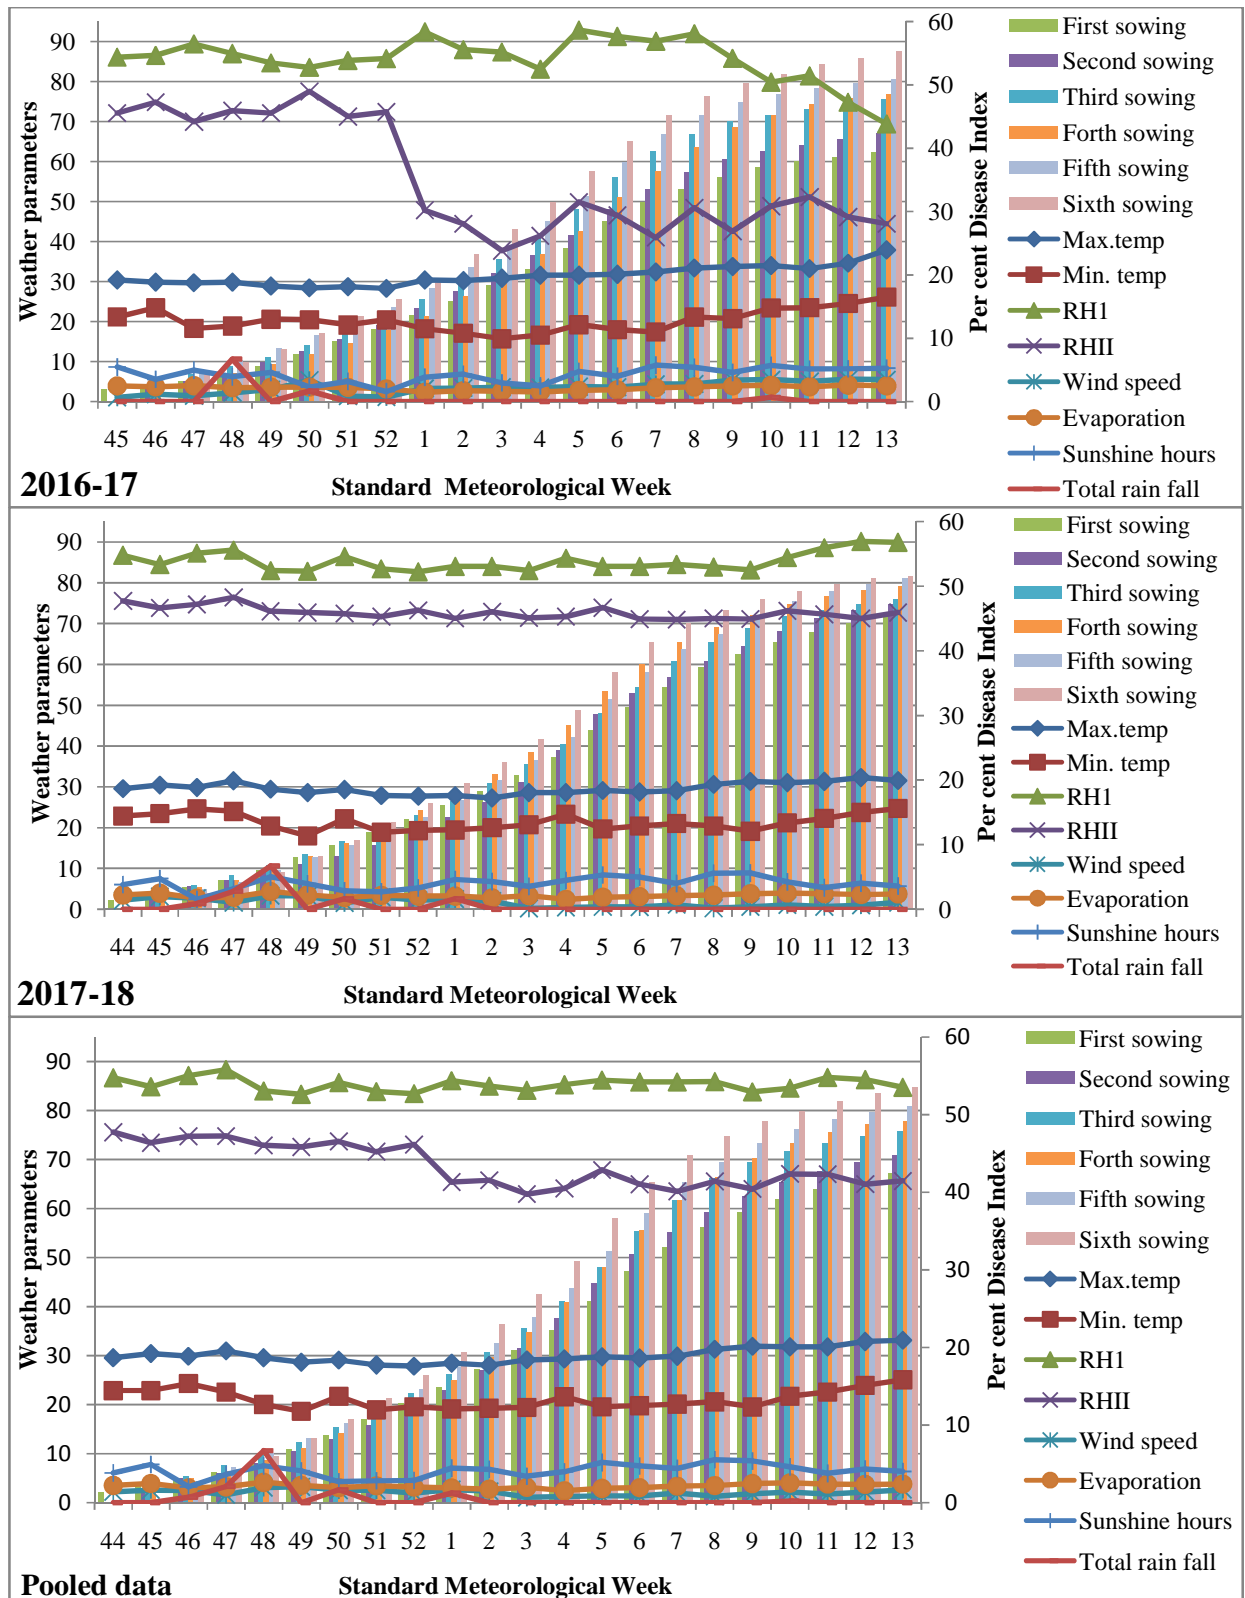 90
80
70
60
50
40
30
20
10
0
Weather parameters
60
50
40
30
20
10
0
Per cent Disease Index
First sowing
Second sowing
Third sowing
Forth sowing
Fifth sowing
Sixth sowing
Max.temp
Min. temp
RH1
RHII
Wind speed
Evaporation
Sunshine hours
Total rain fall
45 46 47 48 49 50 51 52 1 2 3 4 5 6 7 8 9 10 11 12 13
2016-17
Standard Meteorological Week
90
80
70
60
50
40
30
20
10
0
Weather parameters
60
50
40
30
20
10
0
Per cent Disease Index
First sowing
Second sowing
Third sowing
Forth sowing
Fifth sowing
Sixth sowing
Max.temp
Min. temp
RH1
RHII
Wind speed
Evaporation
Sunshine hours
Total rain fall
44 45 46 47 48 49 50 51 52 1 2 3 4 5 6 7 8 9 10 11 12 13
2017-18
Standard Meteorological Week
90
80
70
60
50
40
30
20
10
0
Weather parameters
60
50
40
30
20
10
0
Per cent Disease Index
First sowing
Second sowing
Third sowing
Forth sowing
Fifth sowing
Sixth sowing
Max.temp
Min. temp
RH1
RHII
Wind speed
Evaporation
Sunshine hours
Total rain fall
44 45 46 47 48 49 50 51 52 1 2 3 4 5 6 7 8 9 10 11 12 13
Pooled data
Standard Meteorological Week